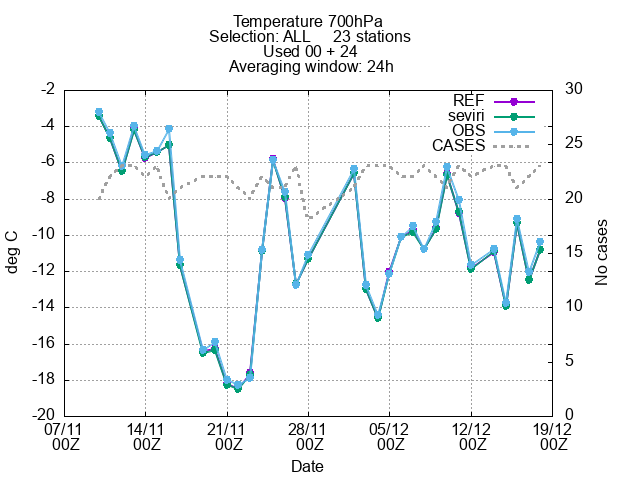 Temperature 700hPa
Selection: ALL     23 stations
Used 00 + 24
Averaging window: 24h
REF
seviri
OBS
CASES
-2
-4
-6
-8
-10
-12
-14
-16
-18
-20
30
25
20
15
10
5
0
deg C
No cases
07/11 14/11 21/11 28/11 05/12 12/12 19/12
00Z 00Z 00Z 00Z 00Z 00Z 00Z
Date